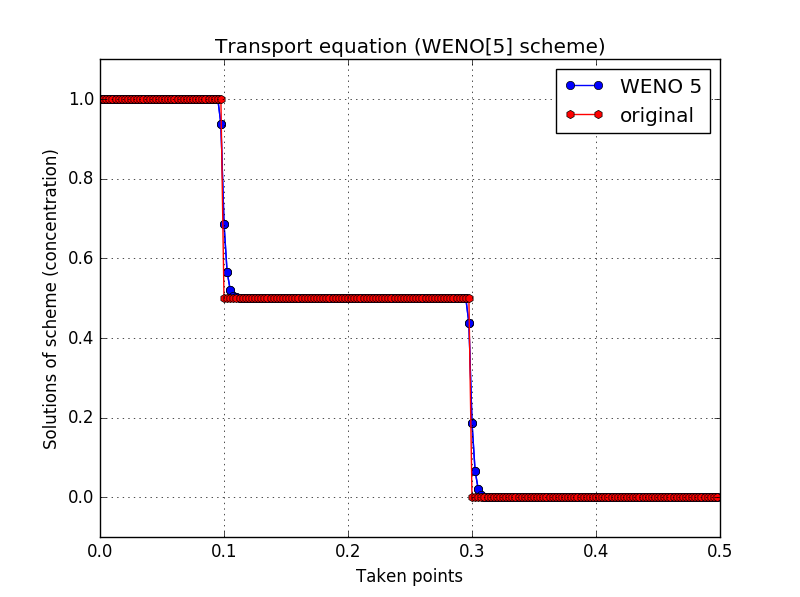 Transport equation (WENO[5] scheme)
WENO 5
original
Solutions of scheme (concentration)
1.0
0.8
0.6
0.4
0.2
0.0
0.0 0.1 0.2 0.3 0.4 0.5
Taken points